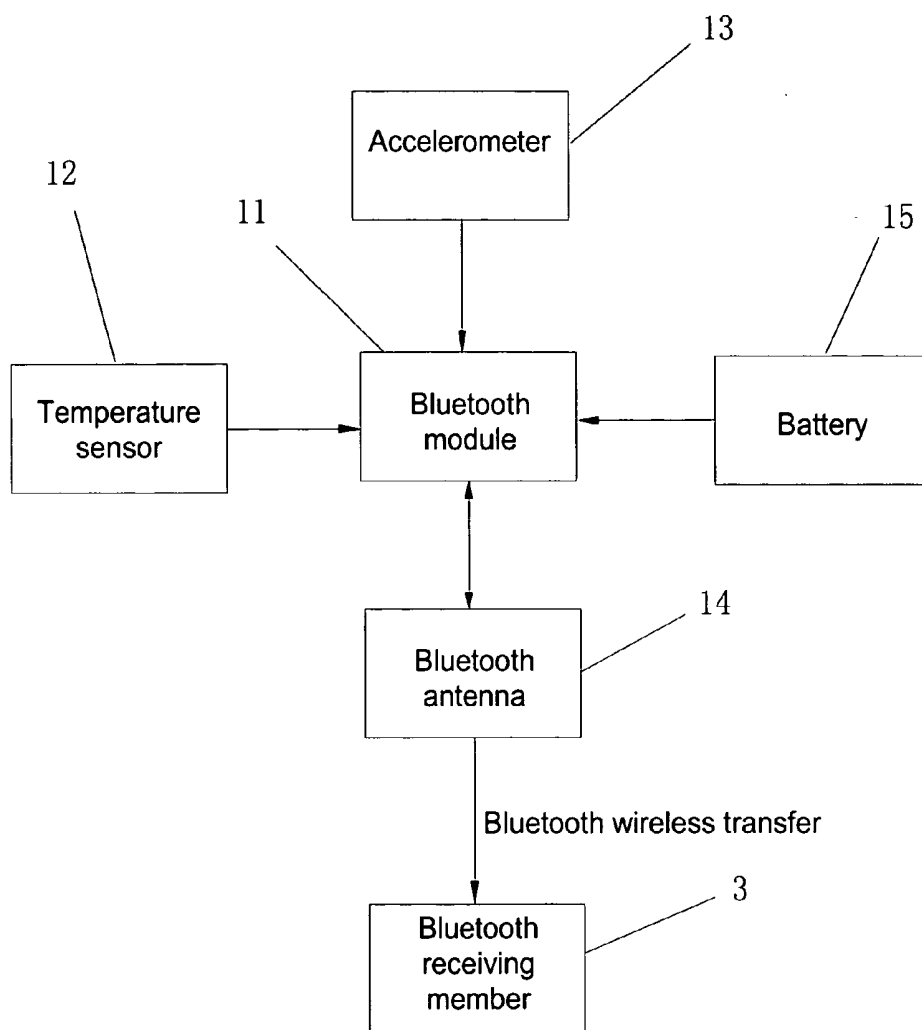 13
Accelerometer
12
11
15
Temperature
sensor
Bluetooth
module
Battery
14
Bluetooth
antenna
Bluetooth wireless transfer
3
Bluetooth
receiving
member